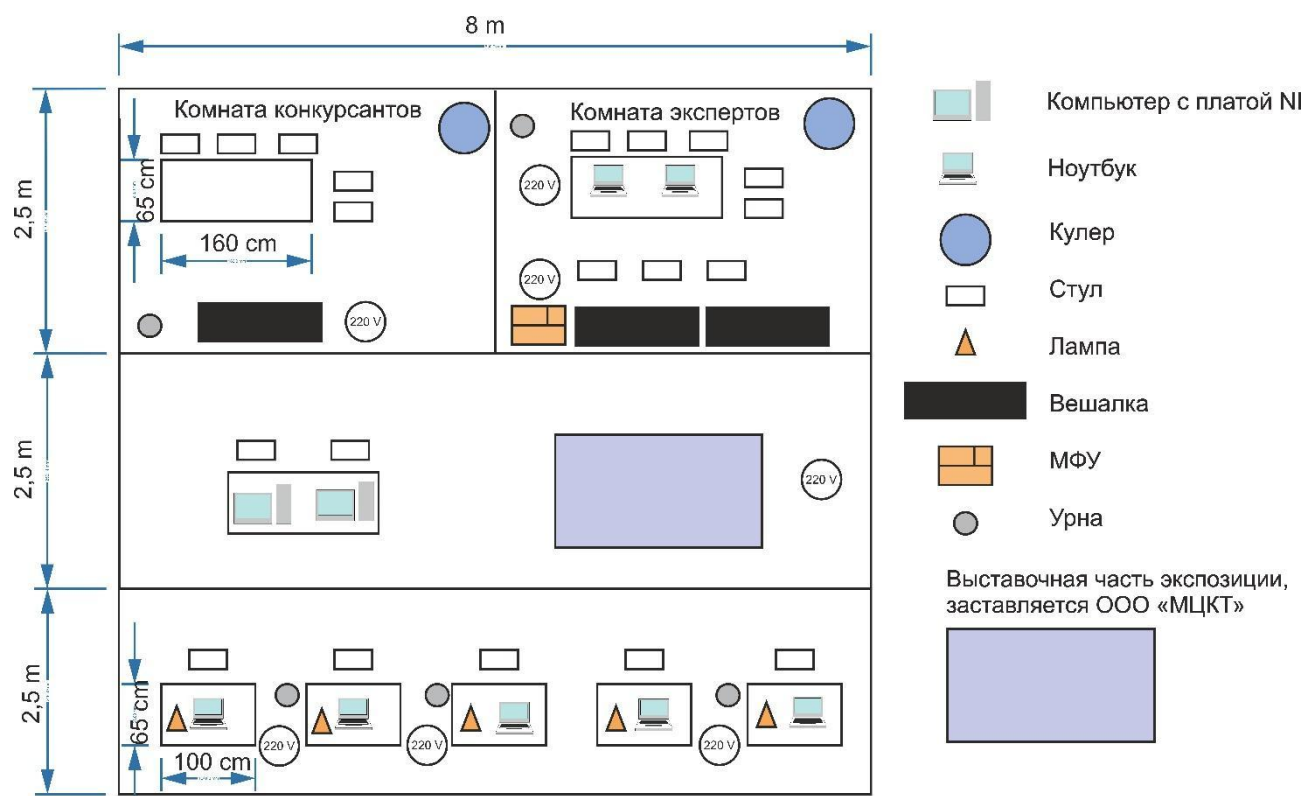 8 m
Комната конкурсантов
Комната экспертов
2,5 m
65 cm
160 cm
220 V
220 V
220 V
2,5 m
220 V
2,5 m
65 cm
100 cm
220 V
220 V
220 V
Компьютер с платой NI
Ноутбук
Кулер
Стул
Лампа
Вешалка
МФУ
Урна
Выставочная часть экспозиции,
заставляется ООО «МЦКТ»